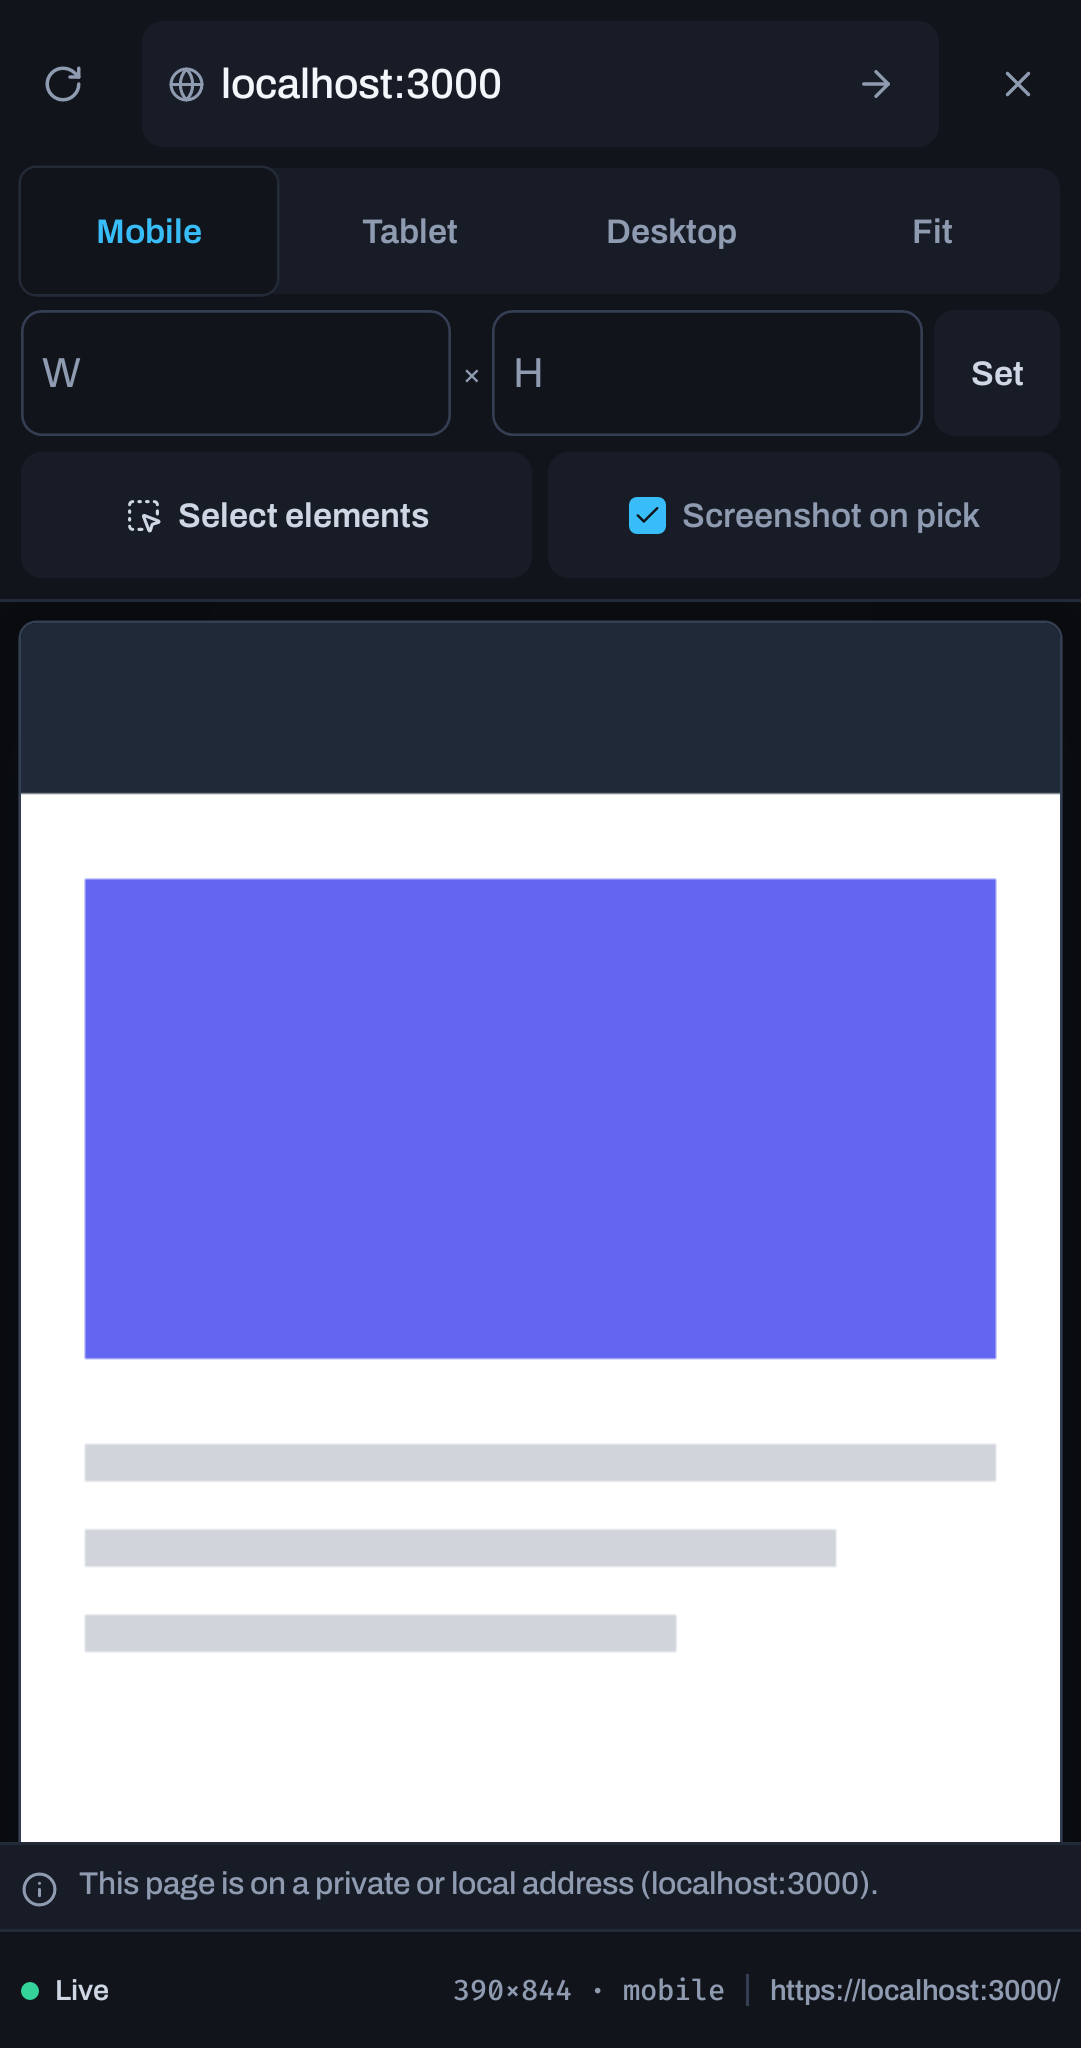 localhost:3000
Mobile Tablet Desktop Fit
W × H Set
Select elements Screenshot on pick
This page is on a private or local address (localhost:3000).
Live 390×844 · mobile https://localhost:3000/